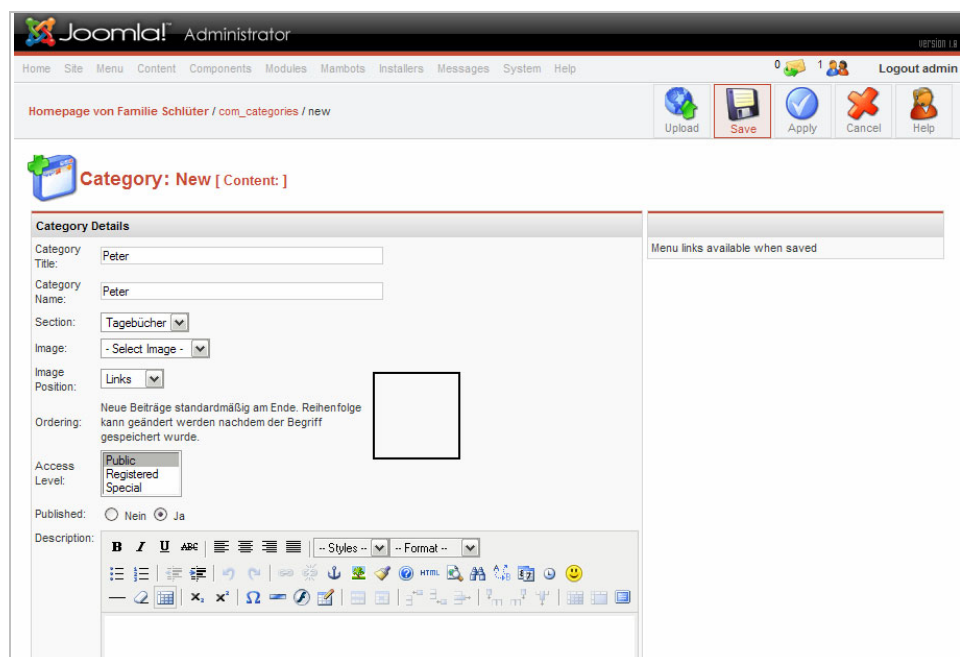 Joomla!™ Administrator
version 1.0
Home Site Menu Content Components Modules Mambots Installers Messages System Help 0 1 Logout admin
Homepage von Familie Schlüter / com_categories / new
Upload Save Apply Cancel Help
Category: New [ Content: ]
Category Details
Category
Title:
Peter
Category
Name:
Peter
Section: Tagebücher
Image: - Select Image -
Image
Position:
Links
Ordering:
Neue Beiträge standardmäßig am Ende. Reihenfolge
kann geändert werden nachdem der Begriff
gespeichert wurde.
Access
Level:
Public
Registered
Special
Published: Nein Ja
Description:
B I U ABC -- Styles -- -- Format --
HTML
Menu links available when saved